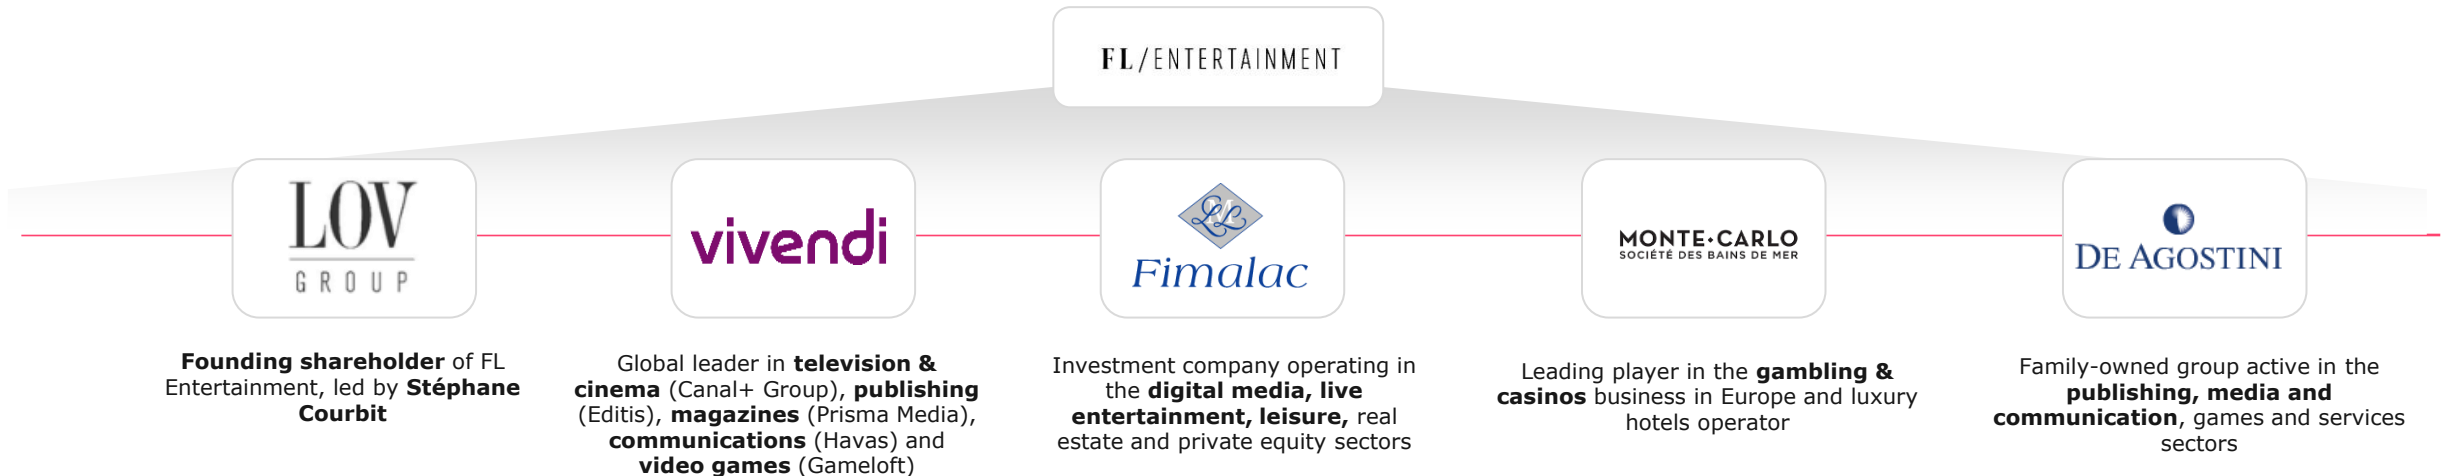 FL/ENTERTAINMENT
LOV
GROUP
vivendi
Fimalac
MONTE•CARLO
SOCIÉTÉ DES BAINS DE MER
DE AGOSTINI
Founding shareholder of FL
Entertainment, led by Stéphane
Courbit
Global leader in television &
cinema (Canal+ Group), publishing
(Editis), magazines (Prisma Media),
communications (Havas) and
video games (Gameloft)
Investment company operating in
the digital media, live
entertainment, leisure, real
estate and private equity sectors
Leading player in the gambling &
casinos business in Europe and luxury
hotels operator
Family-owned group active in the
publishing, media and
communication, games and services
sectors